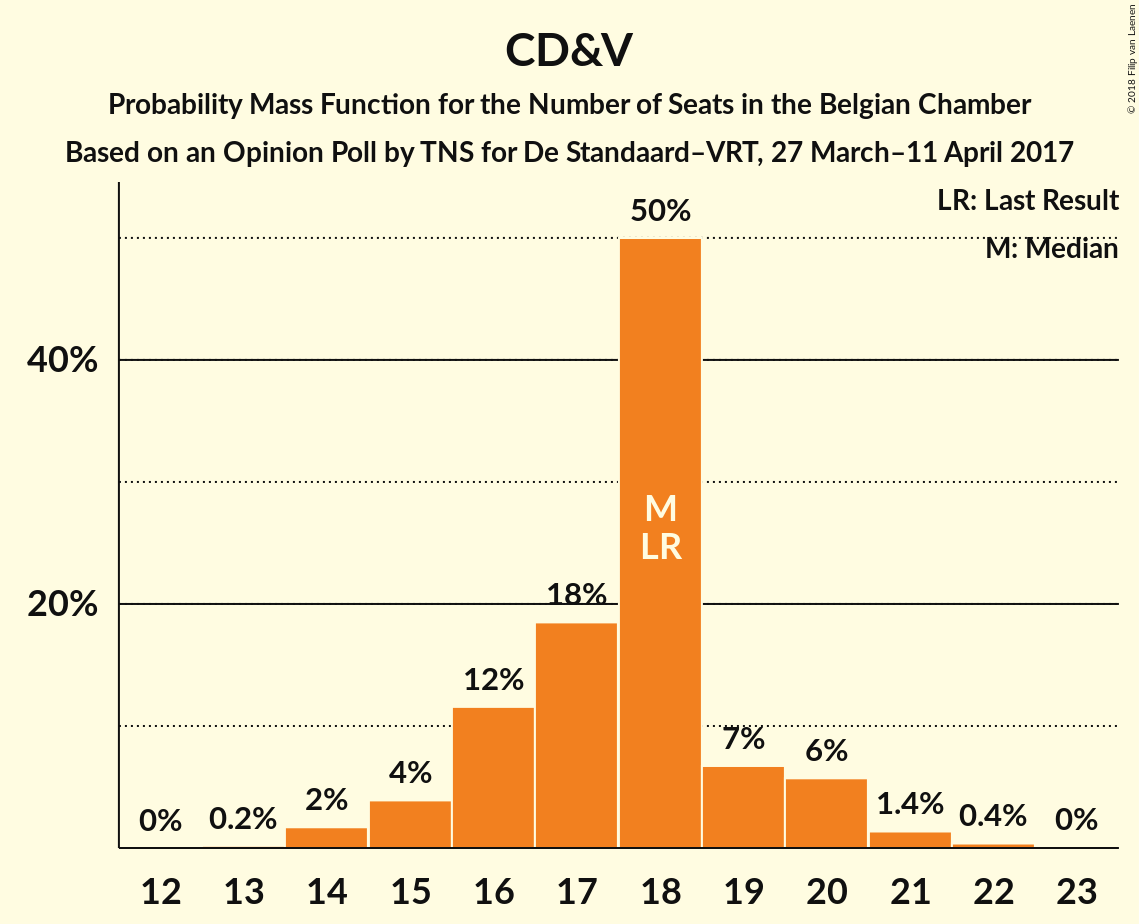 CD&V
Probability Mass Function for the Number of Seats in the Belgian Chamber
Based on an Opinion Poll by TNS for De Standaard–VRT, 27 March–11 April 2017
© 2018 Filip van Laenen
LR: Last Result
M: Median
40%
20%
0%
0.2%
2%
4%
12%
18%
50%
M
LR
7%
6%
1.4%
0.4%
0%
12 13 14 15 16 17 18 19 20 21 22 23